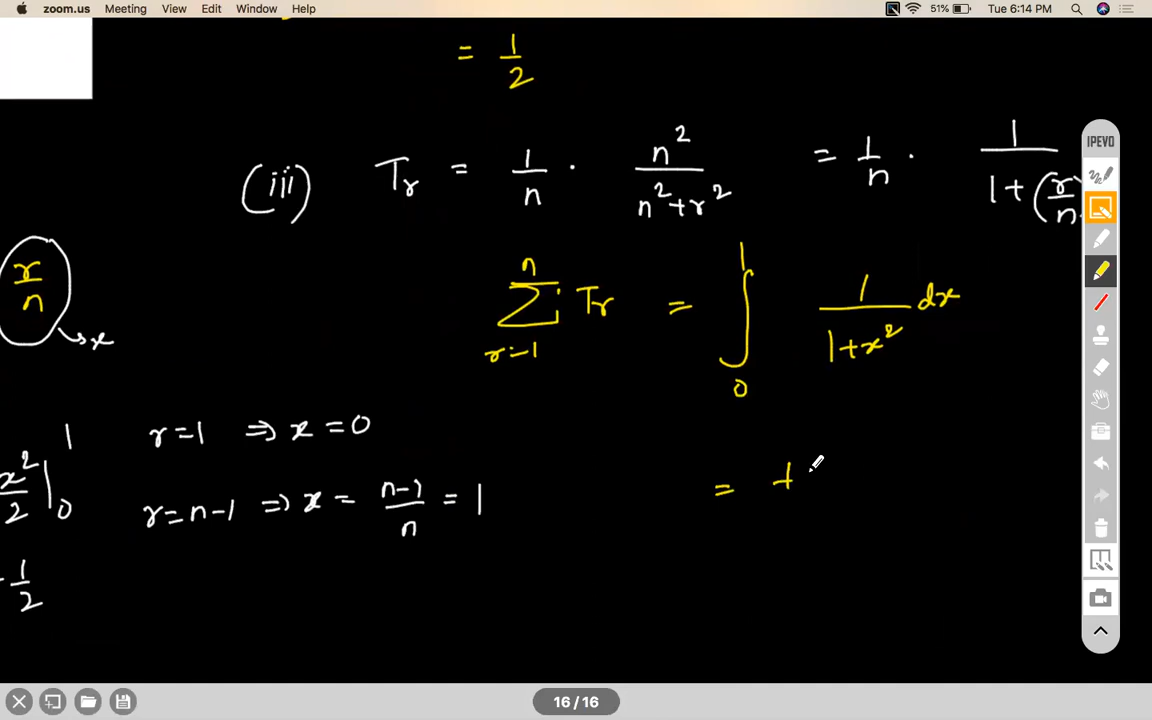 zoom.us Meeting View Edit Window Help 51% Tue 6:14 PM
= 1/2
(iii) Tr = 1/n · n²/(n²+r²) = 1/n · 1/(1+(r/n
IPEVO
r/n → x
n Σ r=1 Tr = ∫ 0 1 1/(1+x²) dx
x²/2 | 0 1
r=1 ⇒ x=0
r=n-1 ⇒ x = (n-1)/n = 1
= t
1/2
16 / 16